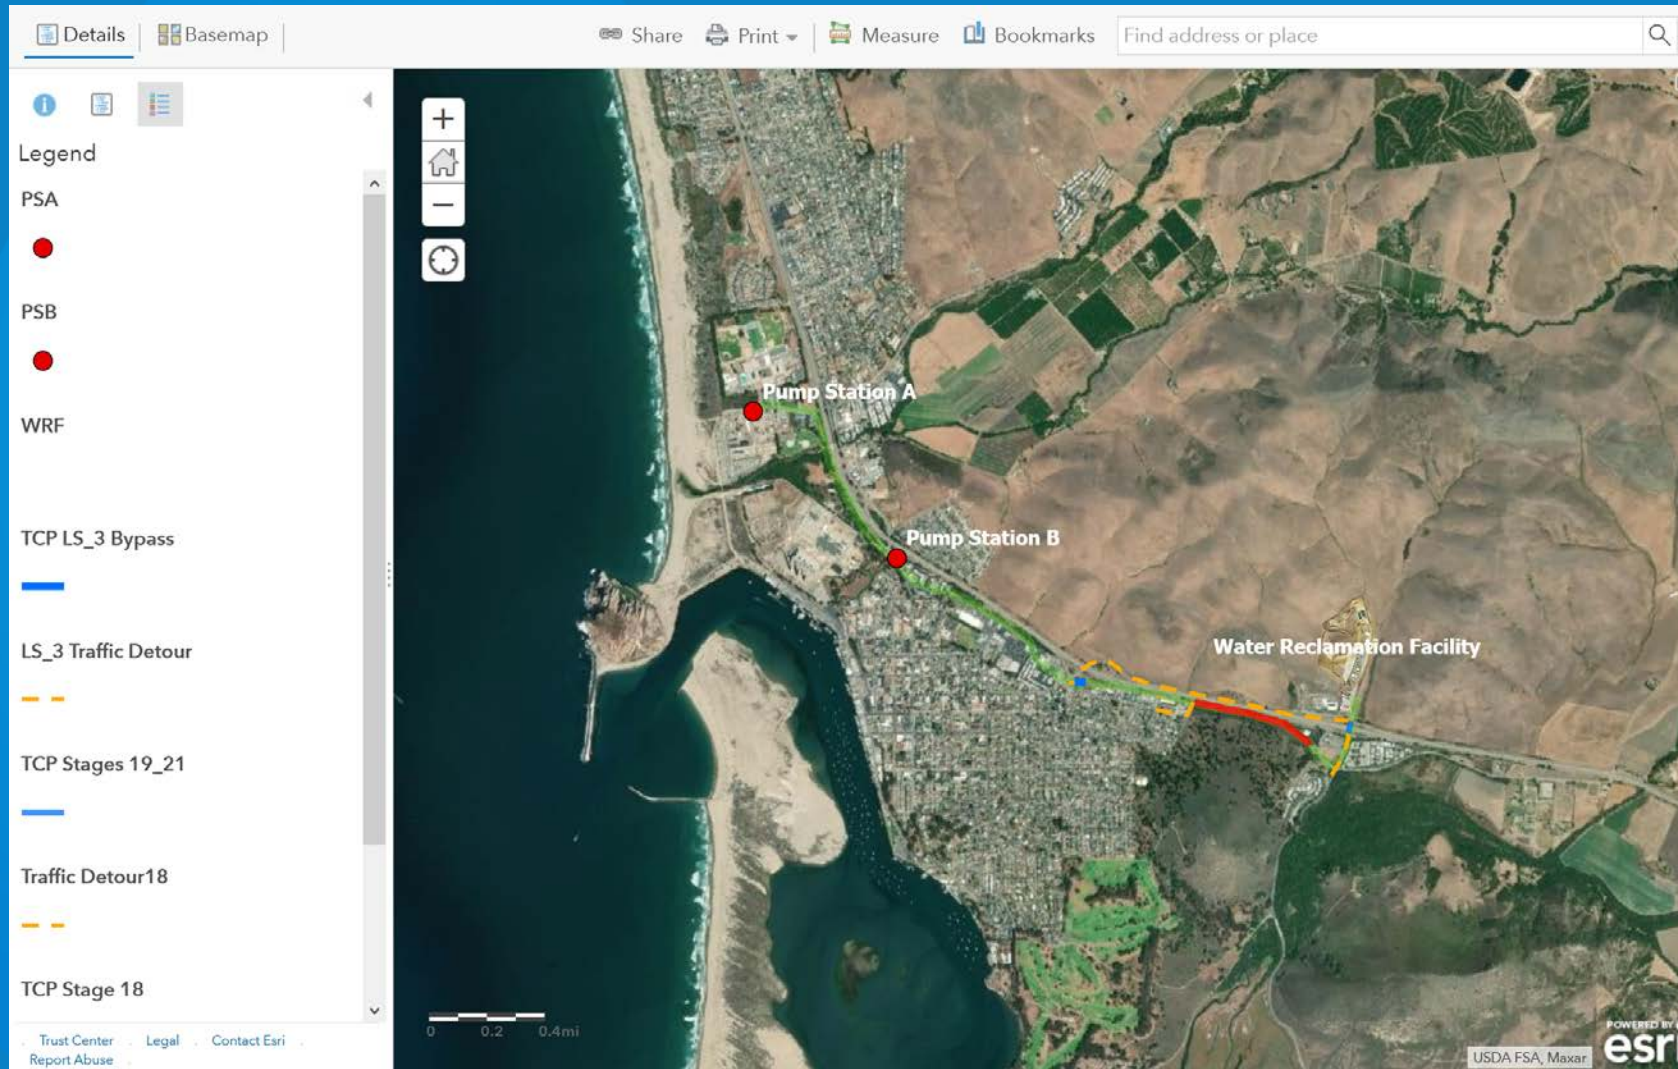 Details
Basemap
Share
Print
Measure
Bookmarks
Find address or place
Legend
PSA
PSB
WRF
TCP LS_3 Bypass
LS_3 Traffic Detour
TCP Stages 19_21
Traffic Detour18
TCP Stage 18
Trust Center
Legal
Contact Esri
Report Abuse
Pump Station A
Pump Station B
Water Reclamation Facility
0
0.2
0.4mi
USDA FSA, Maxar
POWERED BY
esri